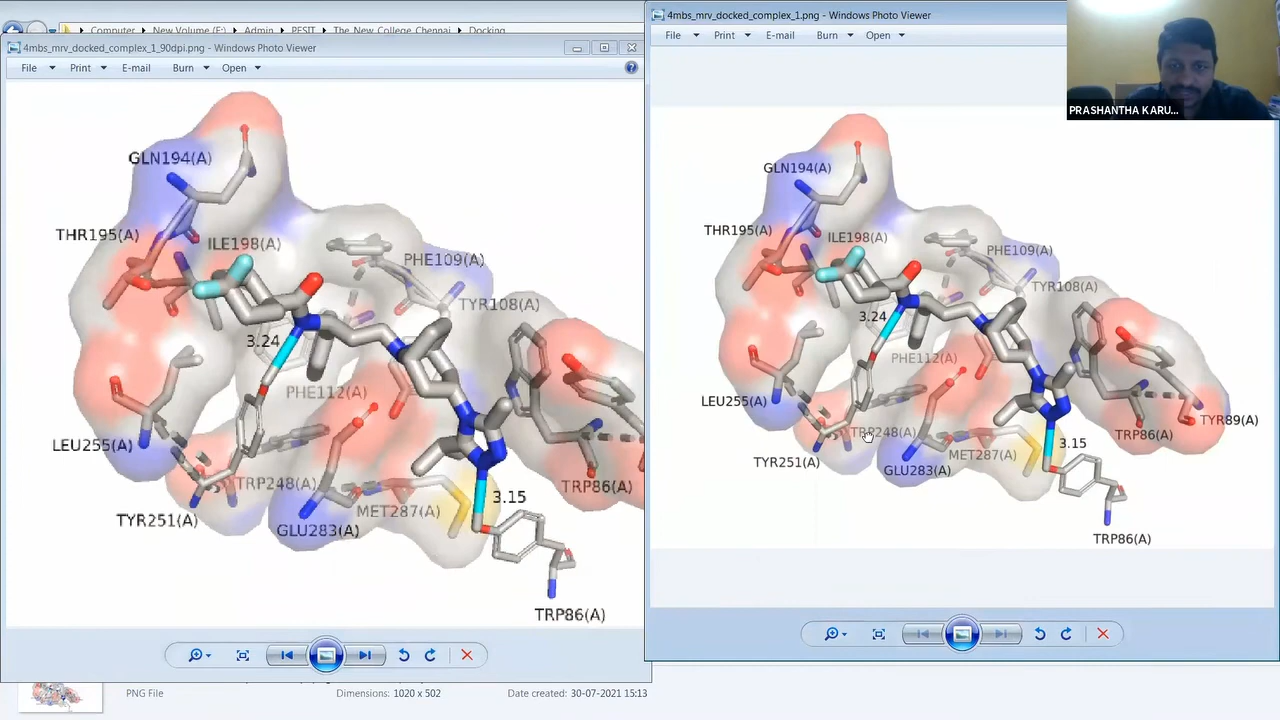 Computer New Volume (F:) Admin PESIT The New College Chennai Docking
4mbs_mrv_docked_complex_1_90dpi.png - Windows Photo Viewer
File Print E-mail Burn Open
GLN194(A)
THR195(A)
ILE198(A)
PHE109(A)
TYR108(A)
3.24
PHE112(A)
LEU255(A)
TRP248(A)
TYR251(A)
GLU283(A)
MET287(A)
3.15
TRP86(A)
TRP86(A)
PNG File Dimensions: 1020 x 502 Date created: 30-07-2021 15:13
4mbs_mrv_docked_complex_1.png - Windows Photo Viewer
File Print E-mail Burn Open
GLN194(A)
THR195(A)
ILE198(A)
PHE109(A)
TYR108(A)
3.24
PHE112(A)
LEU255(A)
TRP248(A)
TYR251(A)
GLU283(A)
MET287(A)
3.15
TRP86(A)
TYR89(A)
TRP86(A)
PRASHANTHA KARU...